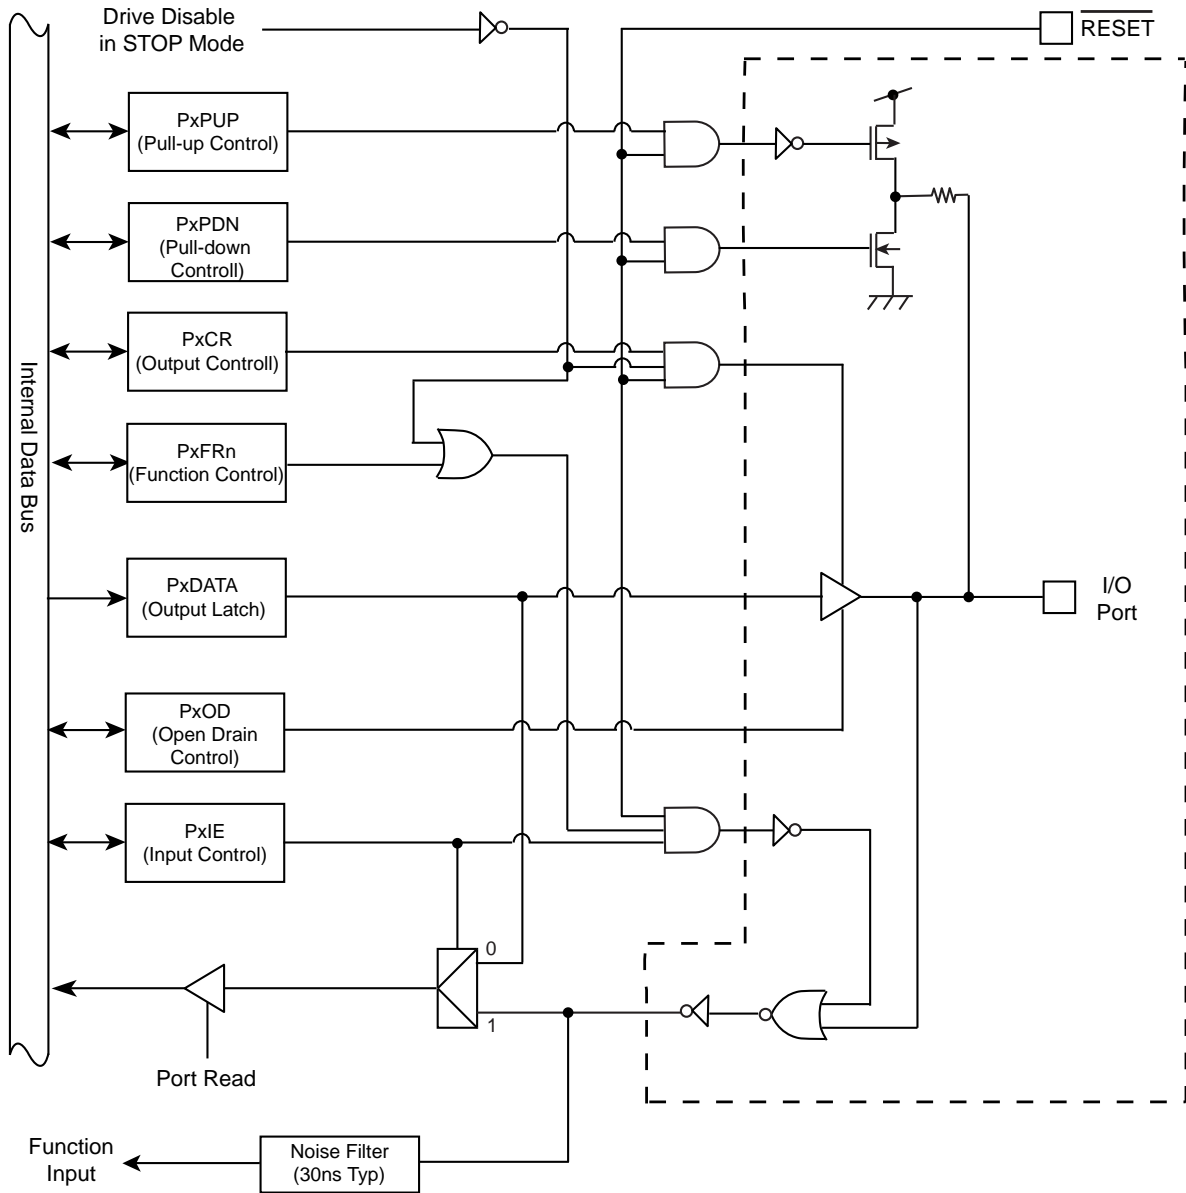 Drive Disable
in STOP Mode
RESET
PxPUP
(Pull-up Control)
PxPDN
(Pull-down
Controll)
PxCR
(Output Controll)
Internal Data Bus
PxFRn
(Function Control)
PxDATA
(Output Latch)
I/O
Port
PxOD
(Open Drain
Control)
PxIE
(Input Control)
0
1
Port Read
Function
Input
Noise Filter
(30ns Typ)